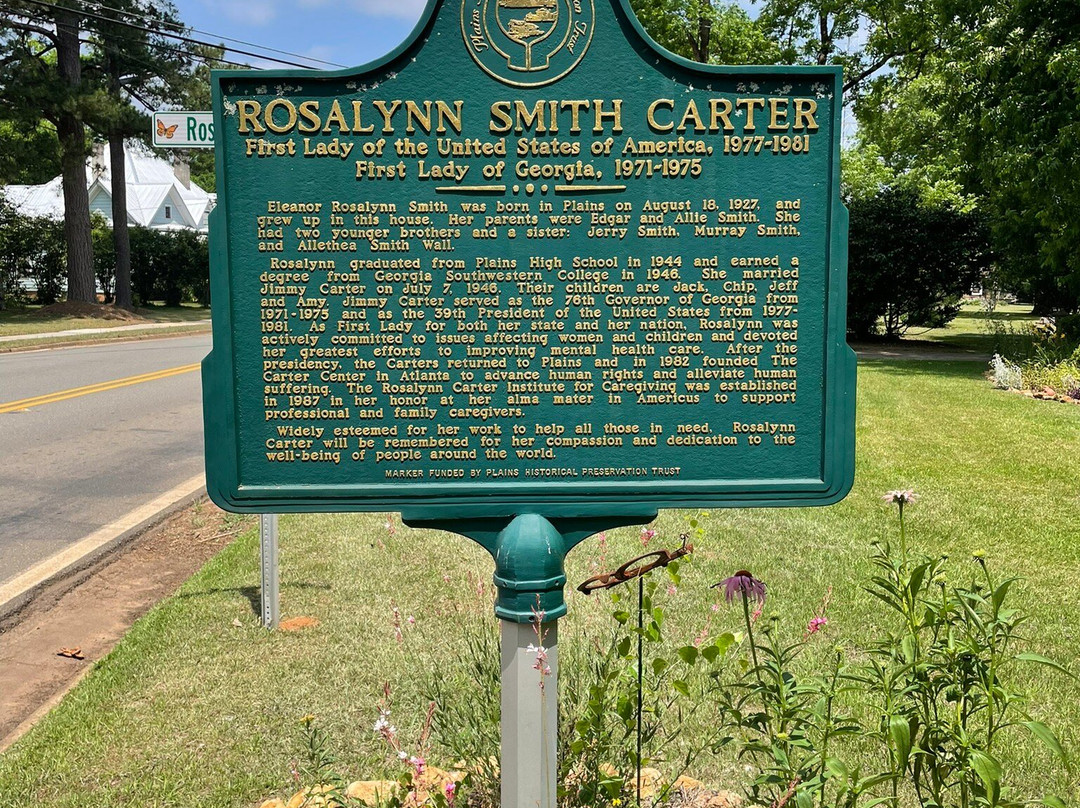 Plains
Trust
ROSALYNN SMITH CARTER
First Lady of the United States of America, 1977-1981
First Lady of Georgia, 1971-1975
Ros
Eleanor Rosalynn Smith was born in Plains on August 18, 1927, and
grew up in this house. Her parents were Edgar and Allie Smith. She
had two younger brothers and a sister: Jerry Smith, Murray Smith,
and Allethea Smith Wall.
Rosalynn graduated from Plains High School in 1944 and earned a
degree from Georgia Southwestern College in 1946. She married
Jimmy Carter on July 7, 1946. Their children are Jack, Chip, Jeff
and Amy. Jimmy Carter served as the 76th Governor of Georgia from
1971-1975 and as the 39th President of the United States from 1977-
1981. As First Lady for both her state and her nation, Rosalynn was
actively committed to issues affecting women and children and devoted
her greatest efforts to improving mental health care. After the
presidency, the Carters returned to Plains and in 1982 founded The
Carter Center in Atlanta to advance human rights and alleviate human
suffering. The Rosalynn Carter Institute for Caregiving was established
in 1987 in her honor at her alma mater in Americus to support
professional and family caregivers.
Widely esteemed for her work to help all those in need, Rosalynn
Carter will be remembered for her compassion and dedication to the
well-being of people around the world.
MARKER FUNDED BY PLAINS HISTORICAL PRESERVATION TRUST